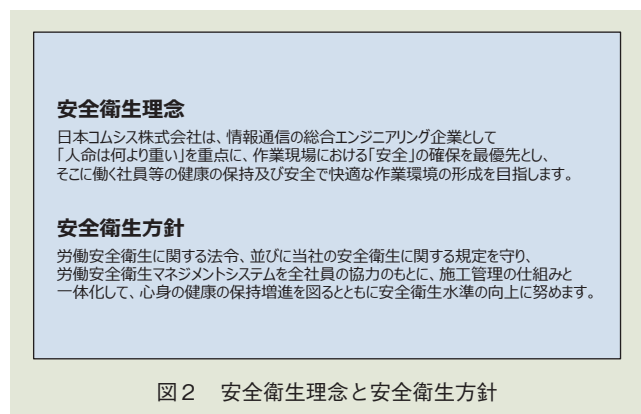 安全衛生理念
日本コムシス株式会社は、情報通信の総合エンジニアリング企業として
「人命は何より重い」を重点に、作業現場における「安全」の確保を最優先とし、
そこに働く社員等の健康の保持及び安全で快適な作業環境の形成を目指します。
安全衛生方針
労働安全衛生に関する法令、並びに当社の安全衛生に関する規定を守り、
労働安全衛生マネジメントシステムを全社員の協力のもとに、施工管理の仕組みと
一体化して、心身の健康の保持増進を図るとともに安全衛生水準の向上に努めます。
図2　安全衛生理念と安全衛生方針